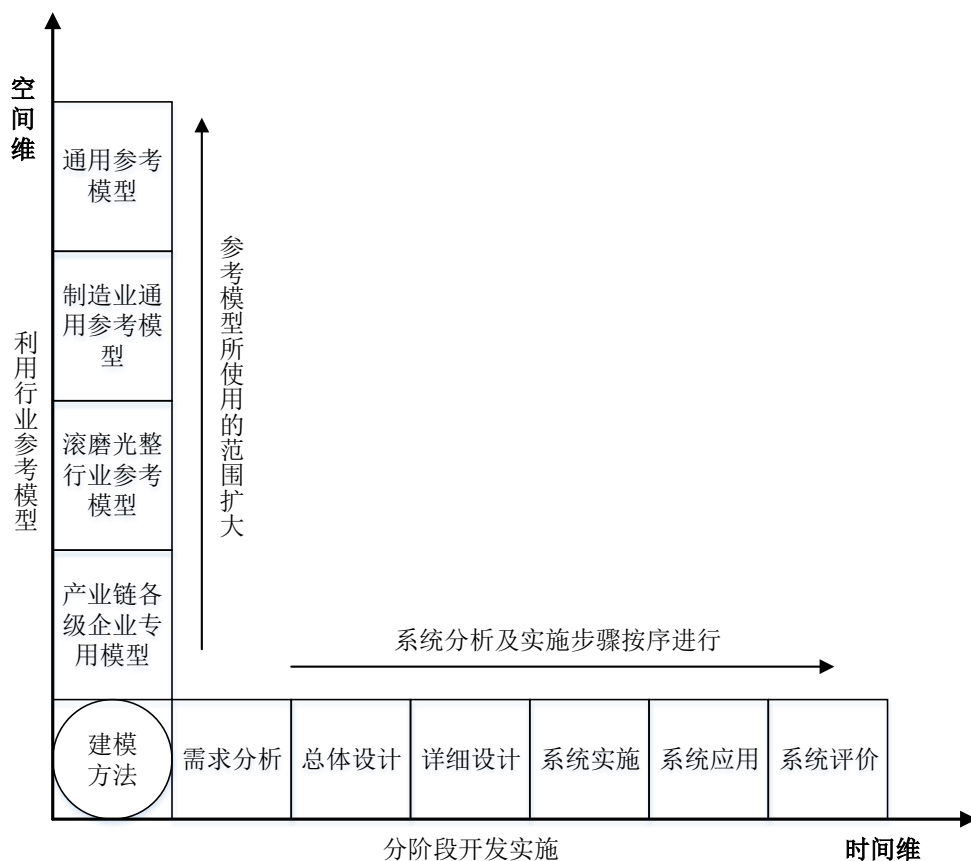 空间维
通用参考
模型
制造业通
用参考模
型
滚磨光整
行业参考
模型
产业链各
级企业专
用模型
利用行业参考模型
参考模型所使用的范围扩大
系统分析及实施步骤按序进行
建模
方法
需求分析
总体设计
详细设计
系统实施
系统应用
系统评价
分阶段开发实施
时间维